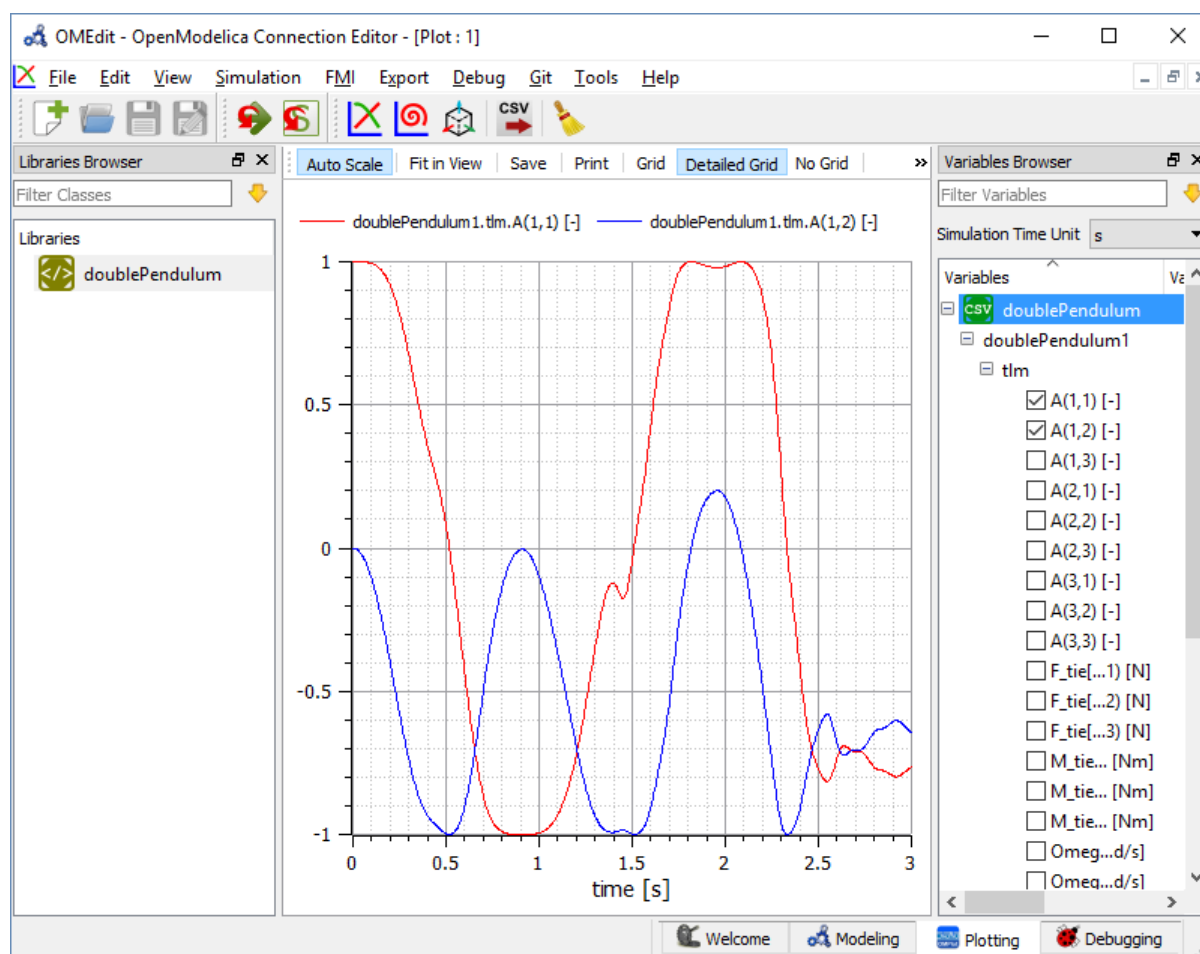 OMEdit - OpenModelica Connection Editor - [Plot : 1]
File Edit View Simulation FMI Export Debug Git Tools Help
CSV
Libraries Browser
Filter Classes
Libraries
</> doublePendulum
Auto Scale Fit in View Save Print Grid Detailed Grid No Grid »
doublePendulum1.tlm.A(1,1) [-] doublePendulum1.tlm.A(1,2) [-]
1
0.5
0
-0.5
-1
0 0.5 1 1.5 2 2.5 3
time [s]
Variables Browser
Filter Variables
Simulation Time Unit s
Variables Va
CSV doublePendulum
doublePendulum1
tlm
A(1,1) [-]
A(1,2) [-]
A(1,3) [-]
A(2,1) [-]
A(2,2) [-]
A(2,3) [-]
A(3,1) [-]
A(3,2) [-]
A(3,3) [-]
F_tie[...1) [N]
F_tie[...2) [N]
F_tie[...3) [N]
M_tie... [Nm]
M_tie... [Nm]
M_tie... [Nm]
Omeg...d/s]
Omeg...d/s]
Welcome Modeling Plotting Debugging